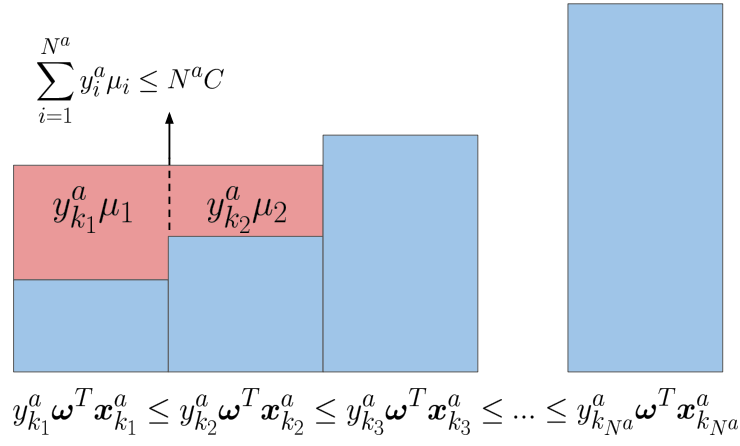 $\sum_{i=1}^{N^a} y_i^a \mu_i \leq N^a C$
$y_{k_1}^a \mu_1$ $y_{k_2}^a \mu_2$
$y_{k_1}^a \boldsymbol{\omega}^T \boldsymbol{x}_{k_1}^a \leq y_{k_2}^a \boldsymbol{\omega}^T \boldsymbol{x}_{k_2}^a \leq y_{k_3}^a \boldsymbol{\omega}^T \boldsymbol{x}_{k_3}^a \leq ... \leq y_{k_{N^a}}^a \boldsymbol{\omega}^T \boldsymbol{x}_{k_{N^a}}^a$